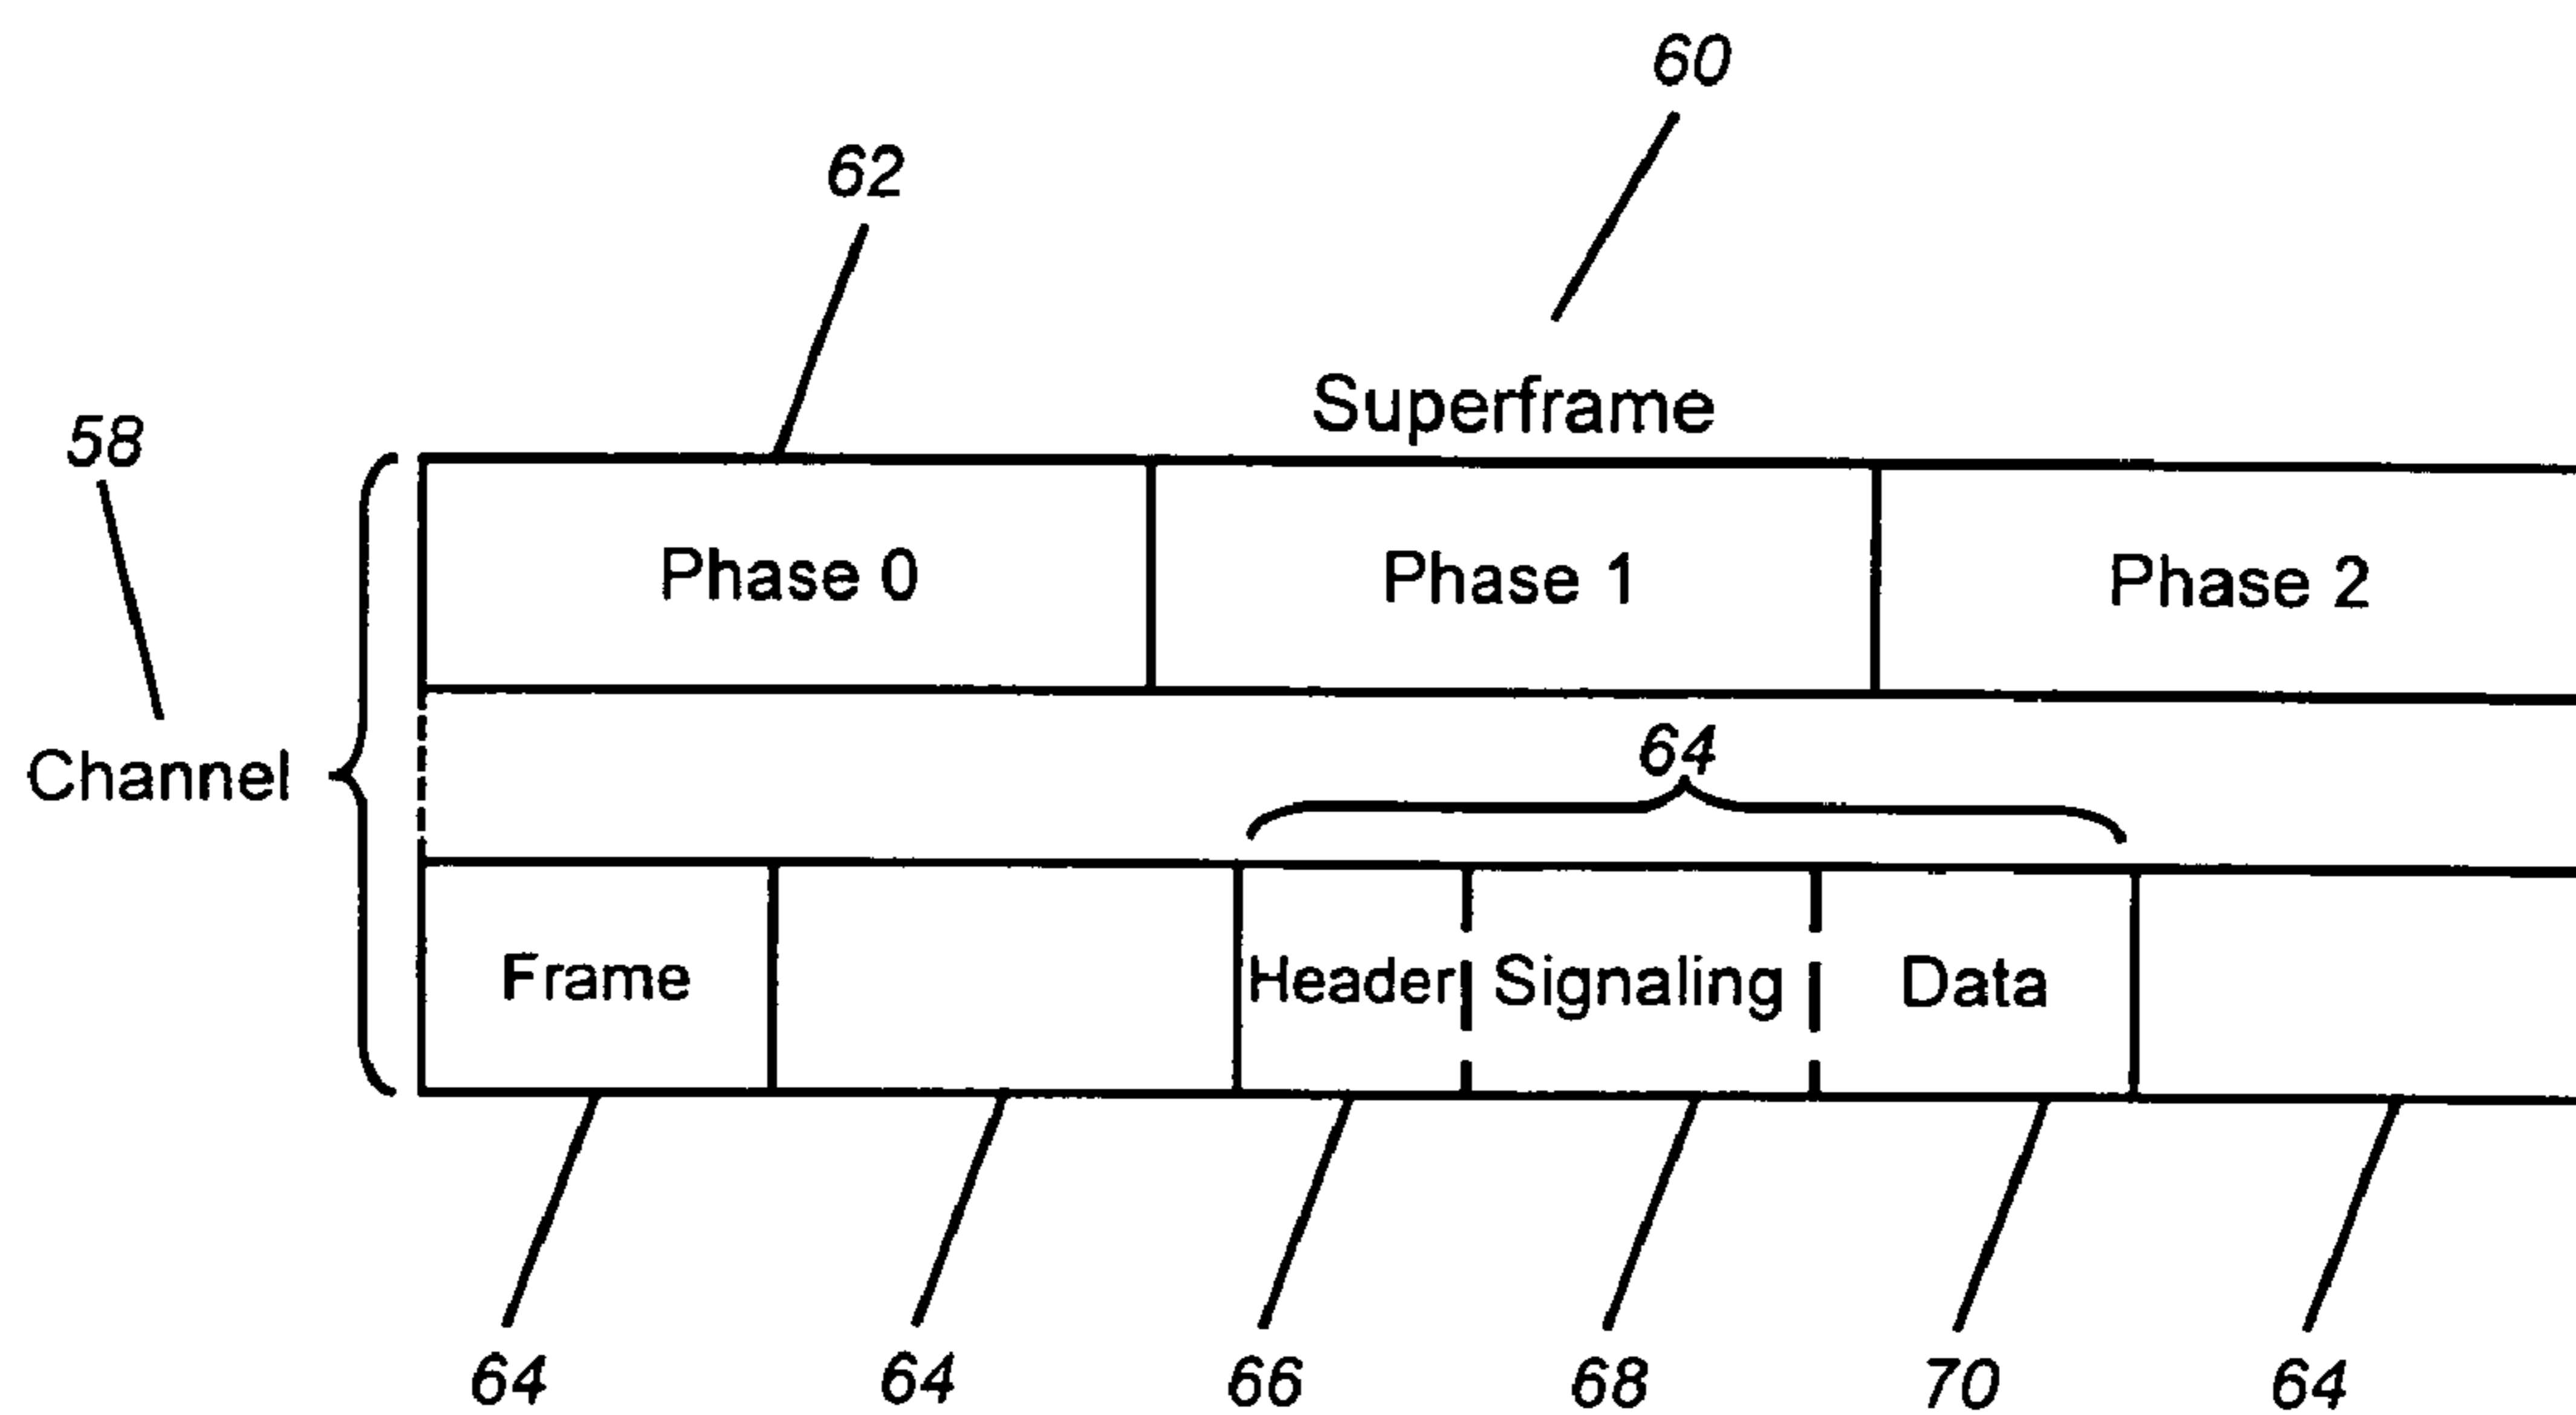 60
62
Superframe
58
Phase 0 Phase 1 Phase 2
64
Channel
Frame Header Signaling Data
64 64 66 68 70 64